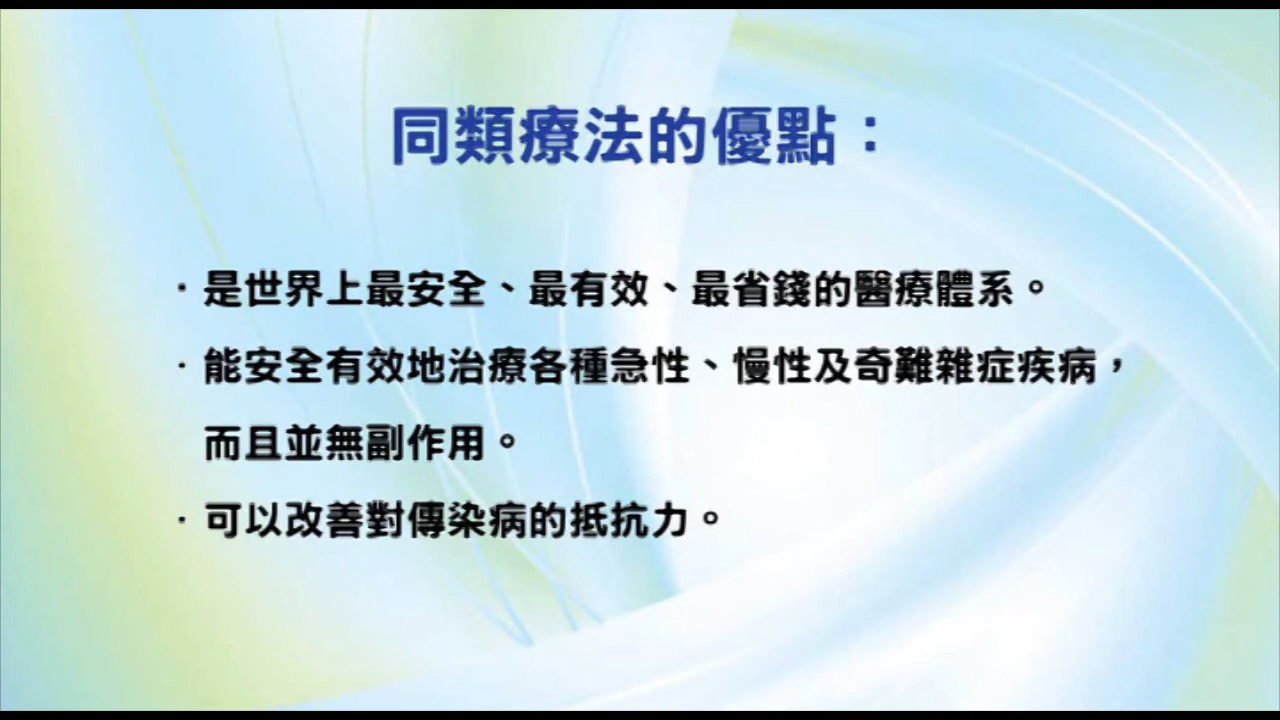 同類療法的優點：
·是世界上最安全、最有效、最省錢的醫療體系。
·能安全有效地治療各種急性、慢性及奇難雜症疾病，
而且並無副作用。
·可以改善對傳染病的抵抗力。